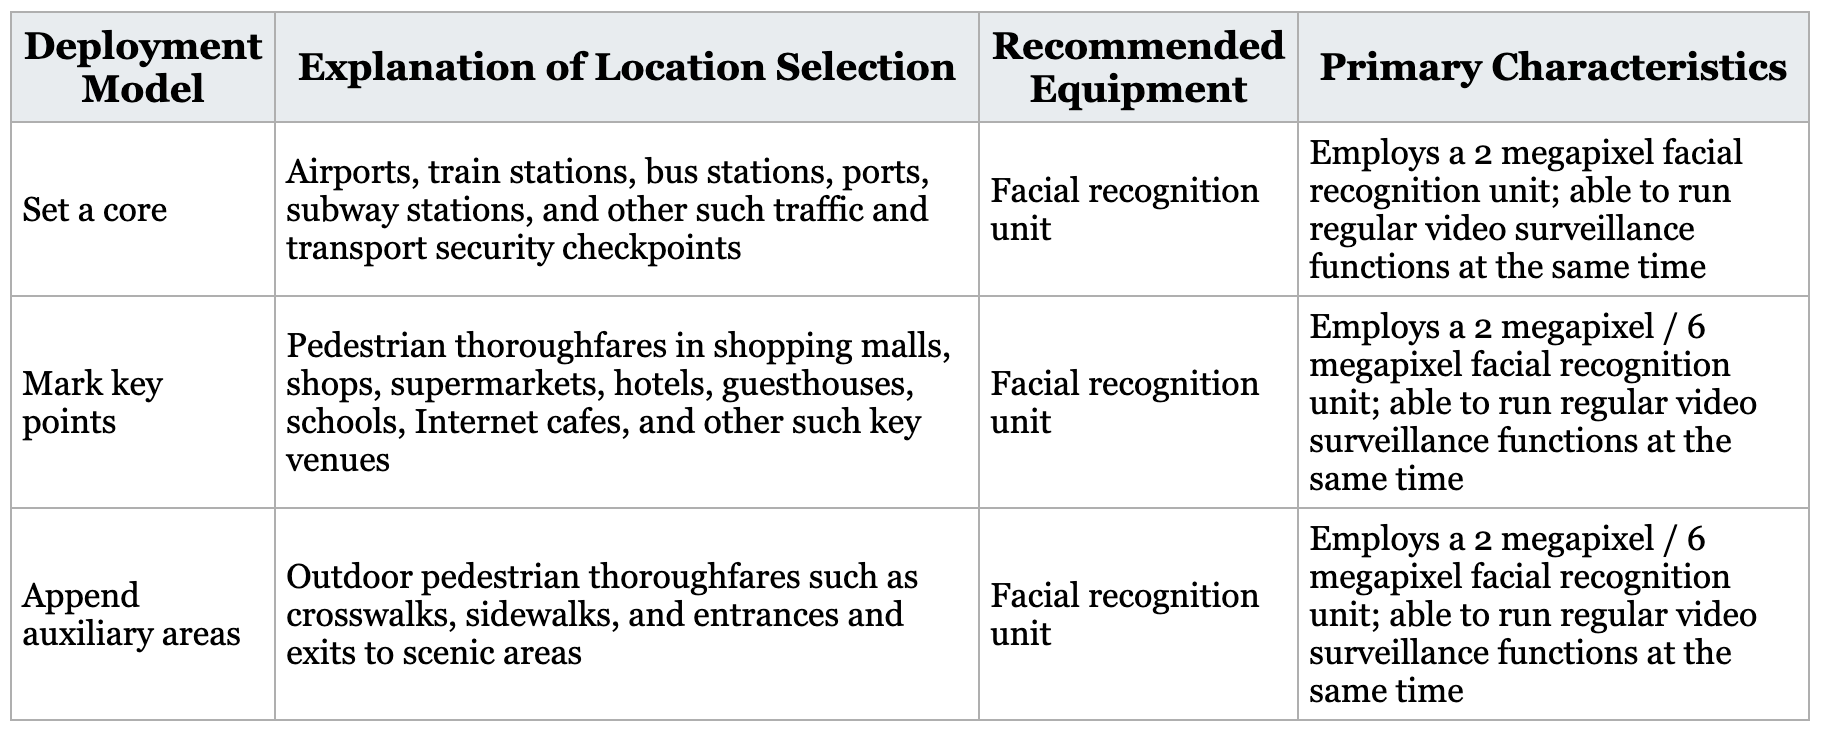 Deployment
Model
Explanation of Location Selection
Recommended
Equipment
Primary Characteristics
Set a core
Airports, train stations, bus stations, ports,
subway stations, and other such traffic and
transport security checkpoints
Facial recognition
unit
Employs a 2 megapixel facial
recognition unit; able to run
regular video surveillance
functions at the same time
Mark key
points
Pedestrian thoroughfares in shopping malls,
shops, supermarkets, hotels, guesthouses,
schools, Internet cafes, and other such key
venues
Facial recognition
unit
Employs a 2 megapixel / 6
megapixel facial recognition
unit; able to run regular video
surveillance functions at the
same time
Append
auxiliary areas
Outdoor pedestrian thoroughfares such as
crosswalks, sidewalks, and entrances and
exits to scenic areas
Facial recognition
unit
Employs a 2 megapixel / 6
megapixel facial recognition
unit; able to run regular video
surveillance functions at the
same time